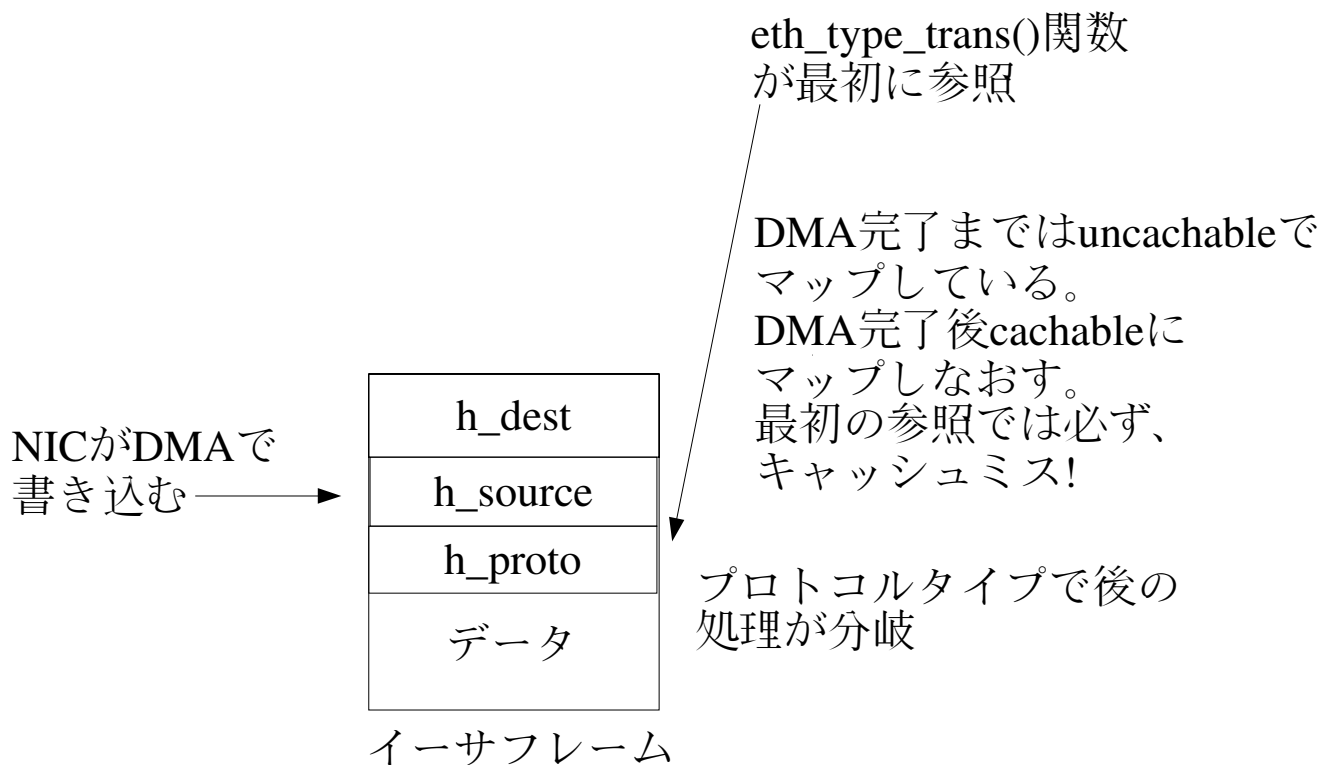 eth_type_trans()関数
が最初に参照
DMA完了まではuncachableで
マップしている。
DMA完了後cachableに
マップしなおす。
最初の参照では必ず、
キャッシュミス!
NICがDMAで
書き込む
h_dest
h_source
h_proto
データ
イーサフレーム
プロトコルタイプで後の
処理が分岐